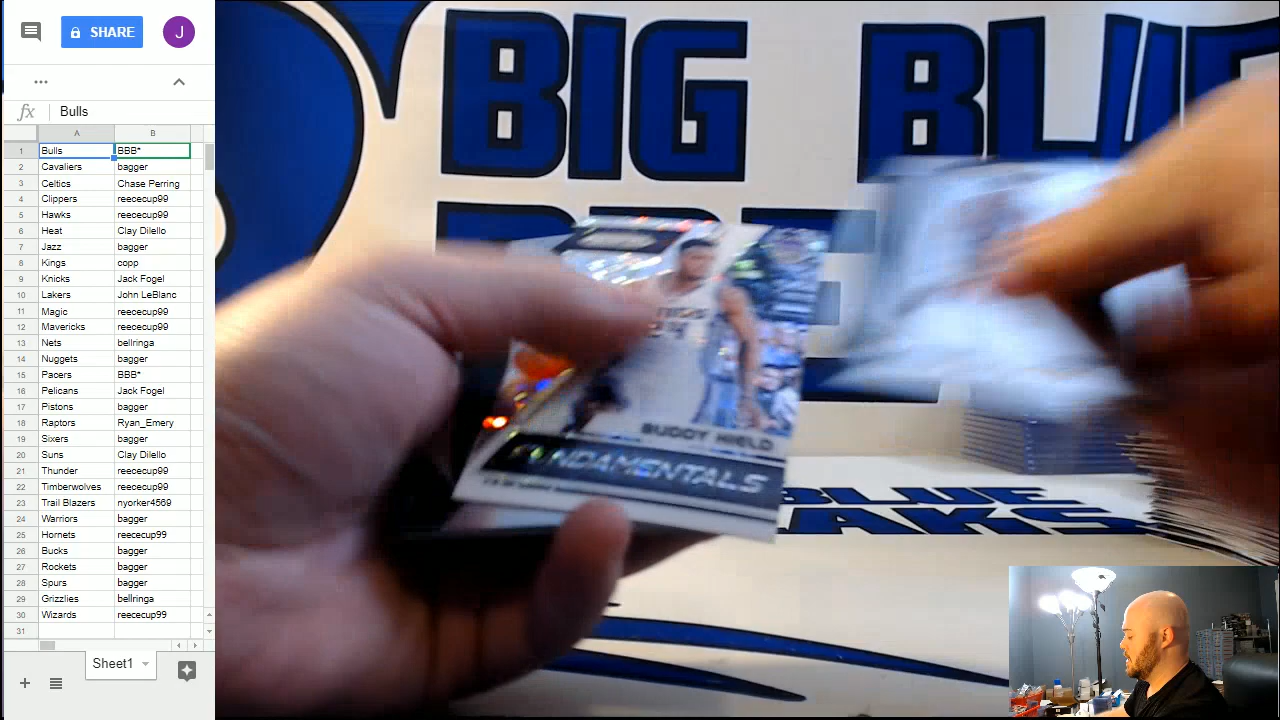 SHARE
J
...
fx Bulls
A B
1 Bulls BBB*
2 Cavaliers bagger
3 Celtics Chase Perring
4 Clippers reececup99
5 Hawks reececup99
6 Heat Clay Dilello
7 Jazz bagger
8 Kings copp
9 Knicks Jack Fogel
10 Lakers John LeBlanc
11 Magic reececup99
12 Mavericks reececup99
13 Nets bellringa
14 Nuggets bagger
15 Pacers BBB*
16 Pelicans Jack Fogel
17 Pistons bagger
18 Raptors Ryan_Emery
19 Sixers bagger
20 Suns Clay Dilello
21 Thunder reececup99
22 Timberwolves reececup99
23 Trail Blazers nyorker4569
24 Warriors bagger
25 Hornets reececup99
26 Bucks bagger
27 Rockets bagger
28 Spurs bagger
29 Grizzlies bellringa
30 Wizards reececup99
31
Sheet1
BIG BLUE
BUDDY HIELD
FUNDAMENTALS
BLUE